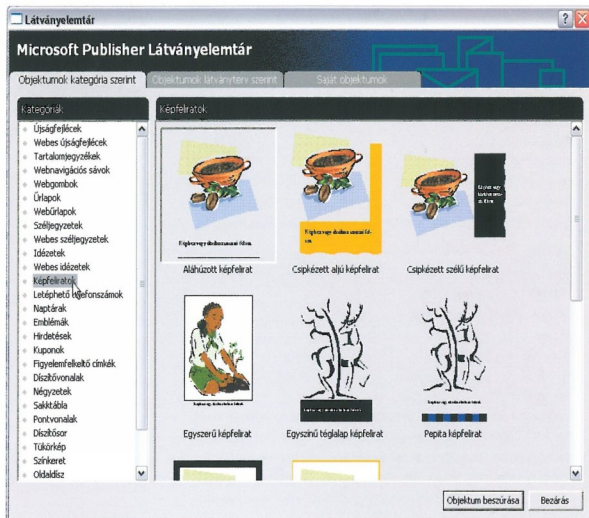 Látványelemtár
Microsoft Publisher Látványelemtár
Objektumok kategória szerint
Objektumok látványterv szerint
Saját objektumok
Kategóriák
Újságfejlécek
Webes újságfejlécek
Tartalomjegyzékek
Webnavigációs sávok
Webgombok
Űrlapok
Webűrlapok
Széljegyzetek
Webes széljegyzetek
Idézetek
Webes idézetek
Képfeliratok
Letéphető telefonszámok
Naptárak
Emblémák
Hirdetések
Kuponok
Figyelemfelkeltő címkék
Díszítővonalak
Négyzetek
Sakktábla
Pontvonalak
Díszítősor
Tükörkép
Színkeret
Oldaldísz
Képfeliratok
Aláhúzott képfelirat
Csipkézett aljú képfelirat
Csipkézett szélű képfelirat
Egyszerű képfelirat
Egyszínű téglalap képfelirat
Pepita képfelirat
Objektum beszúrása
Bezárás